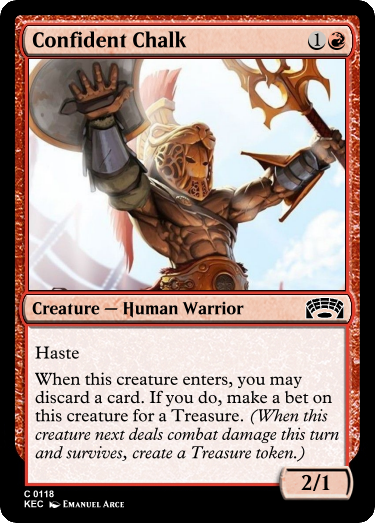 Confident Chalk 1
Creature — Human Warrior
Haste
When this creature enters, you may
discard a card. If you do, make a bet on
this creature for a Treasure. (When this
creature next deals combat damage this turn
and survives, create a Treasure token.)
2/1
C 0118
KEC Emanuel Arce